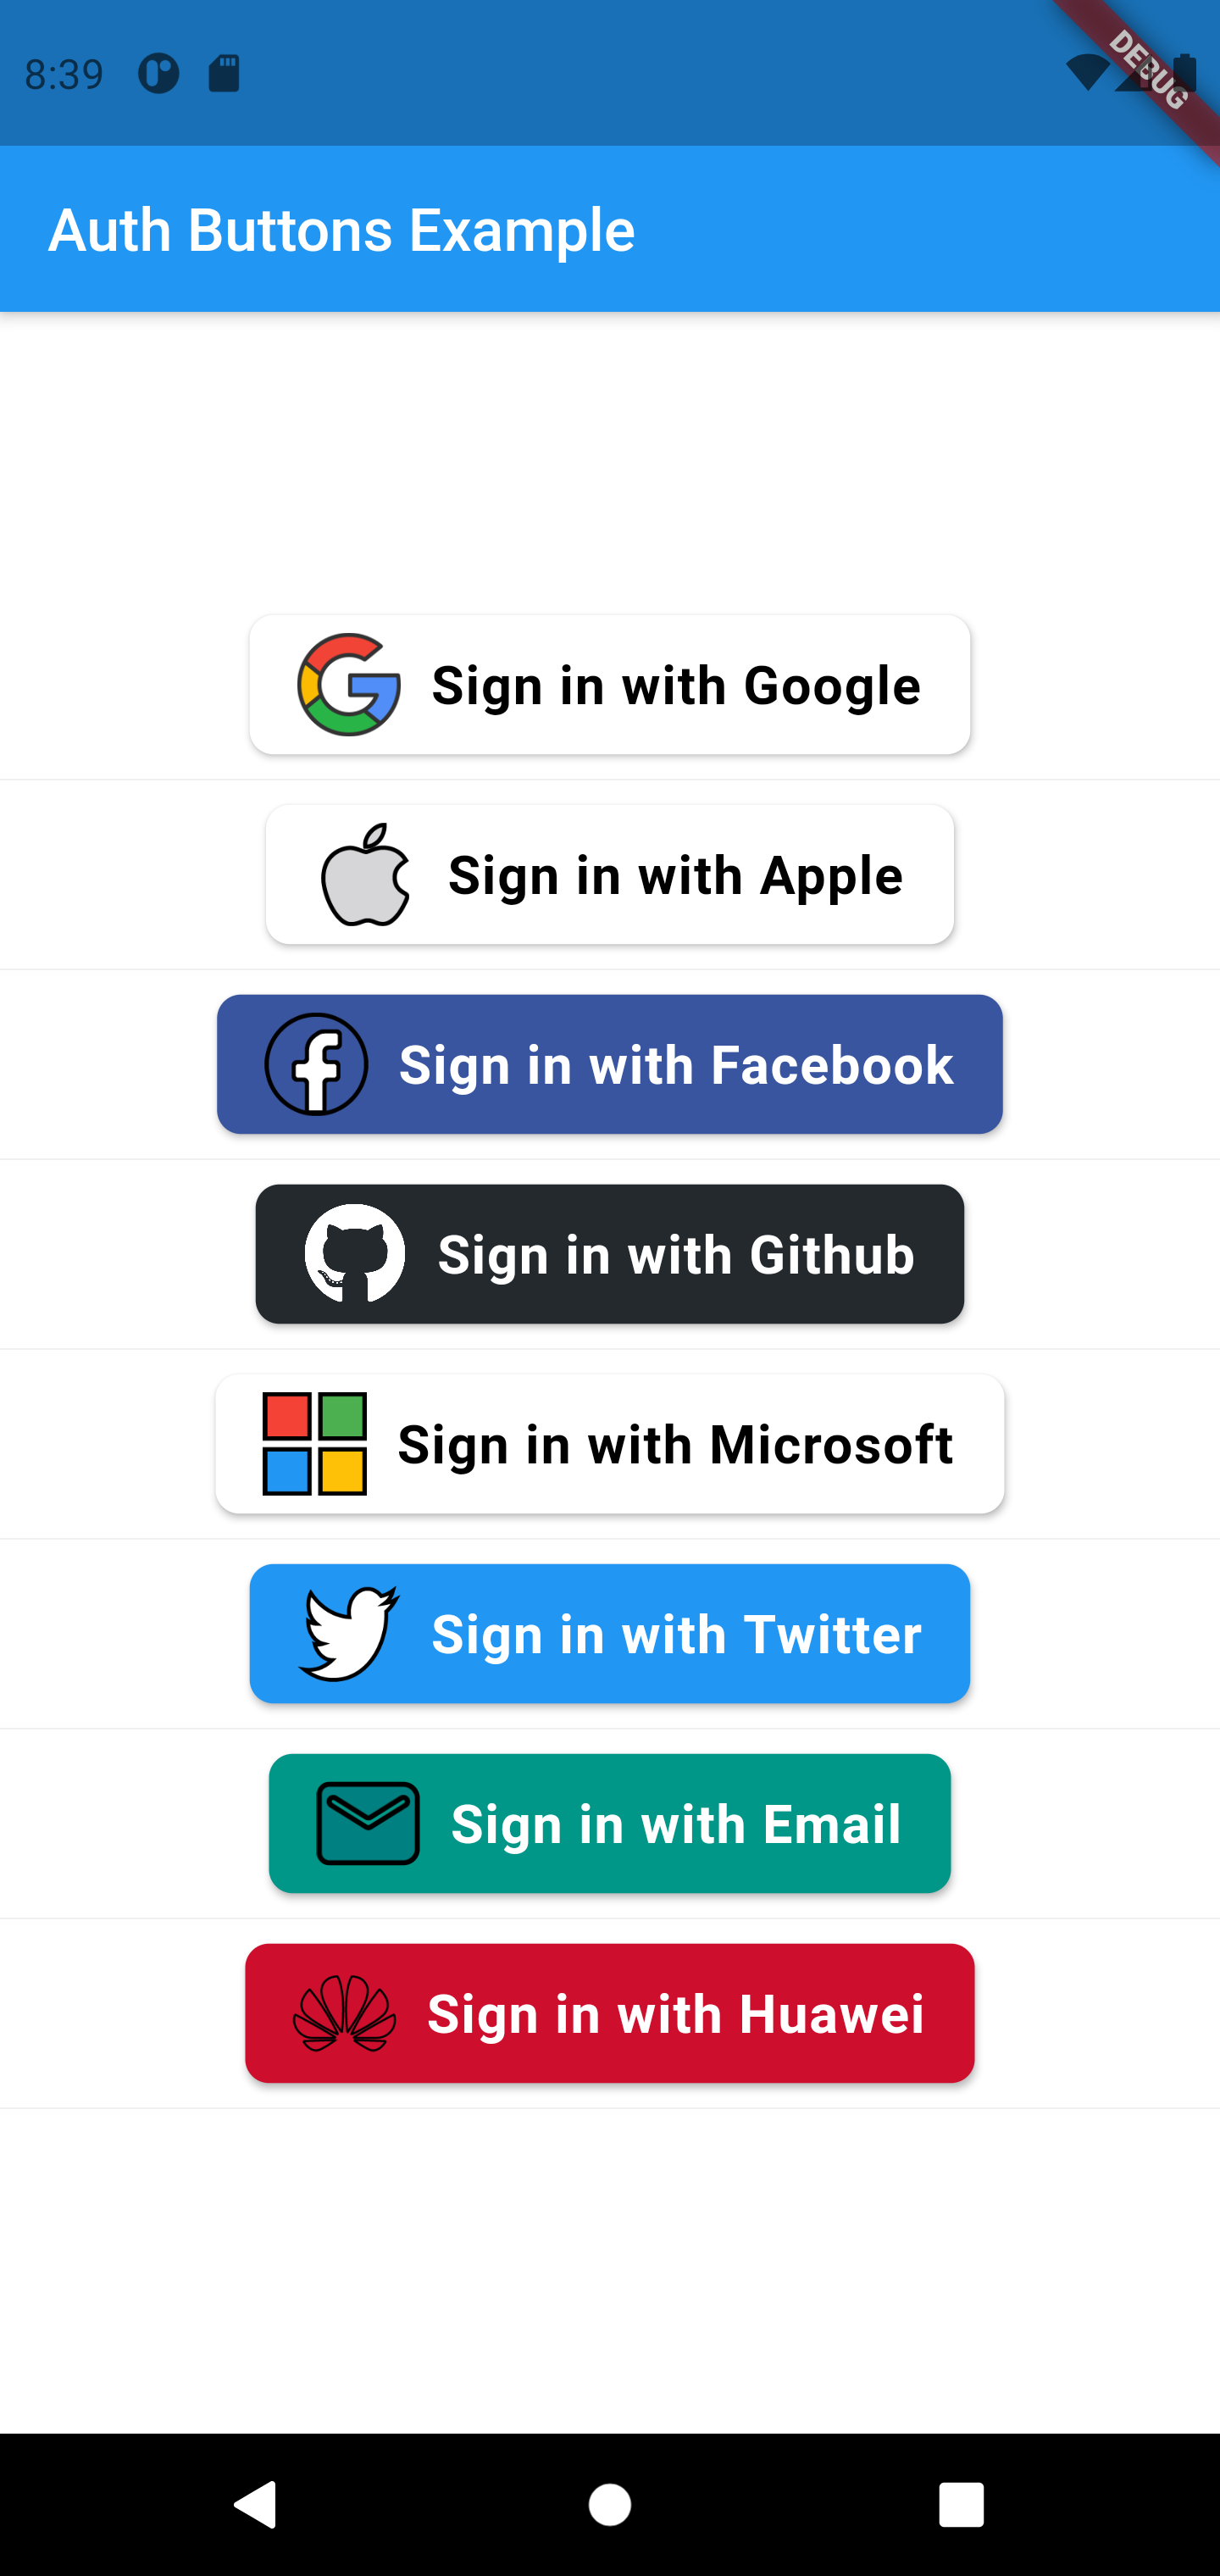 8:39
DEBUG
Auth Buttons Example
Sign in with Google
Sign in with Apple
Sign in with Facebook
Sign in with Github
Sign in with Microsoft
Sign in with Twitter
Sign in with Email
Sign in with Huawei